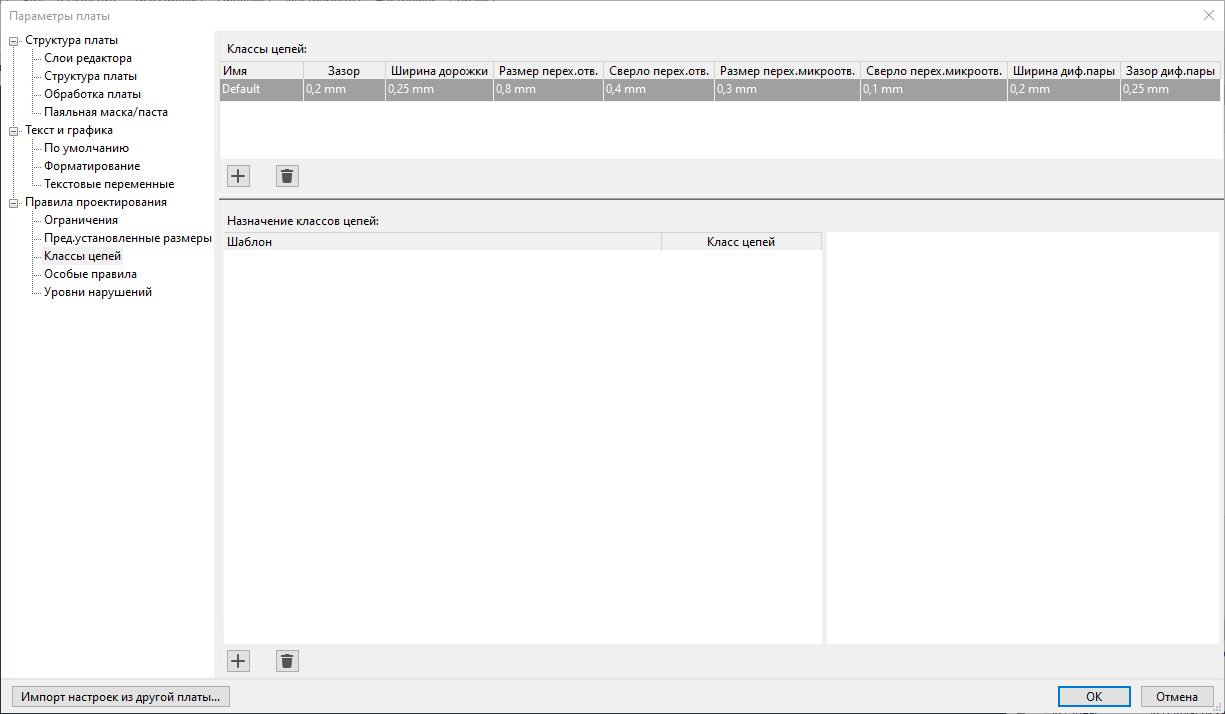 Параметры платы
Структура платы
Слои редактора
Структура платы
Обработка платы
Паяльная маска/паста
Текст и графика
По умолчанию
Форматирование
Текстовые переменные
Правила проектирования
Ограничения
Пред.установленные размеры
Классы цепей
Особые правила
Уровни нарушений
Классы цепей:
Имя Зазор Ширина дорожки Размер перех.отв. Сверло перех.отв. Размер перех.микроотв. Сверло перех.микроотв. Ширина диф.пары Зазор диф.пары
Default 0,2 mm 0,25 mm 0,8 mm 0,4 mm 0,3 mm 0,1 mm 0,2 mm 0,25 mm
Назначение классов цепей:
Шаблон Класс цепей
Импорт настроек из другой платы... OK Отмена